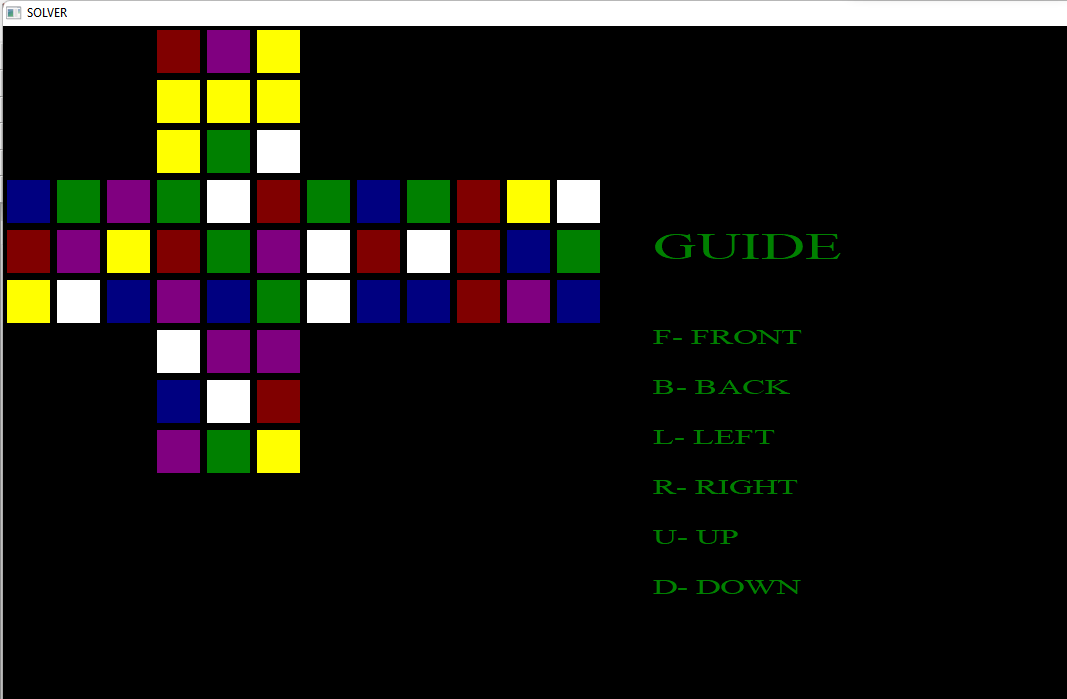 SOLVER
GUIDE
F- FRONT
B- BACK
L- LEFT
R- RIGHT
U- UP
D- DOWN